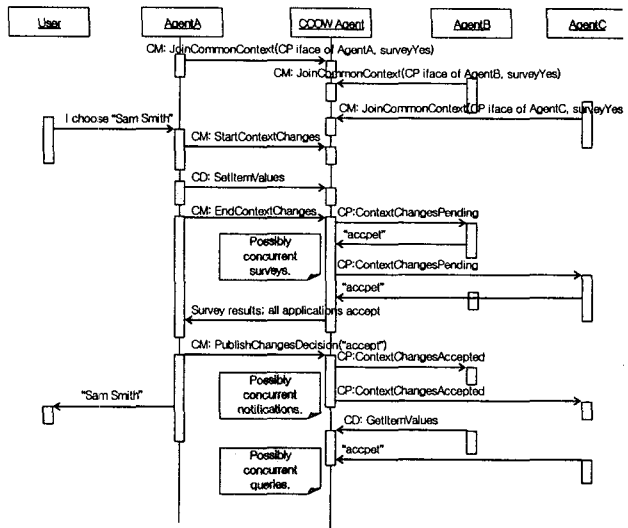 User AgentA CCOW Agent AgentB AgentC
CM: JoinCommonContext(CP iface of AgentA, surveyYes)
CM: JoinCommonContext(CP iface of AgentB, surveyYes)
CM: JoinCommonContext(CP iface of AgentC, surveyYes
I choose "Sam Smith"
CM: StartContextChanges
CD: SetItemValues
CM: EndContextChanges
CP:ContextChangesPending
"accpet"
Possibly
concurrent
surveys.
CP:ContextChangesPending
"accpet"
Survey results; all applications accept
CM: PublishChangesDecision("accept")
CP:ContextChangesAccepted
"Sam Smith"
Possibly
concurrent
notifications.
CP:ContextChangesAccepted
CD: GetItemValues
"accpet"
Possibly
concurrent
queries.